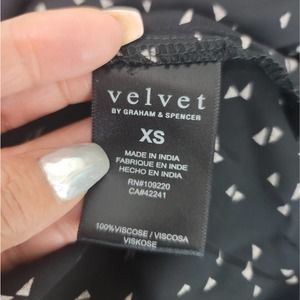 velvet
BY GRAHAM & SPENCER
XS
MADE IN INDIA
FABRIQUE EN INDE
HECHO EN INDIA
RN#109220
CA#42241
100%VISCOSE / VISCOSA
VISKOSE